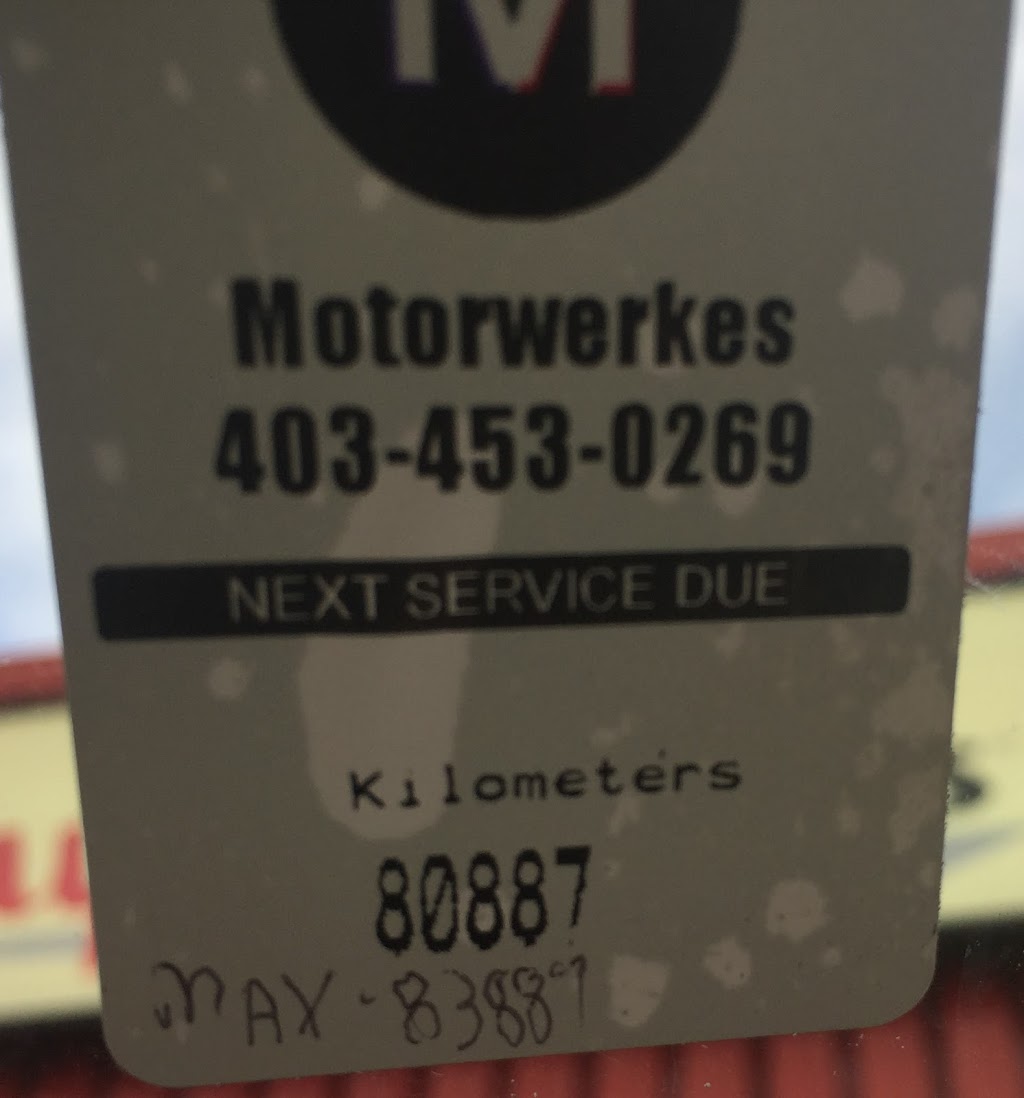 M
Motorwerkes
403-453-0269
NEXT SERVICE DUE
Kilometers
80887
MAX - 83887